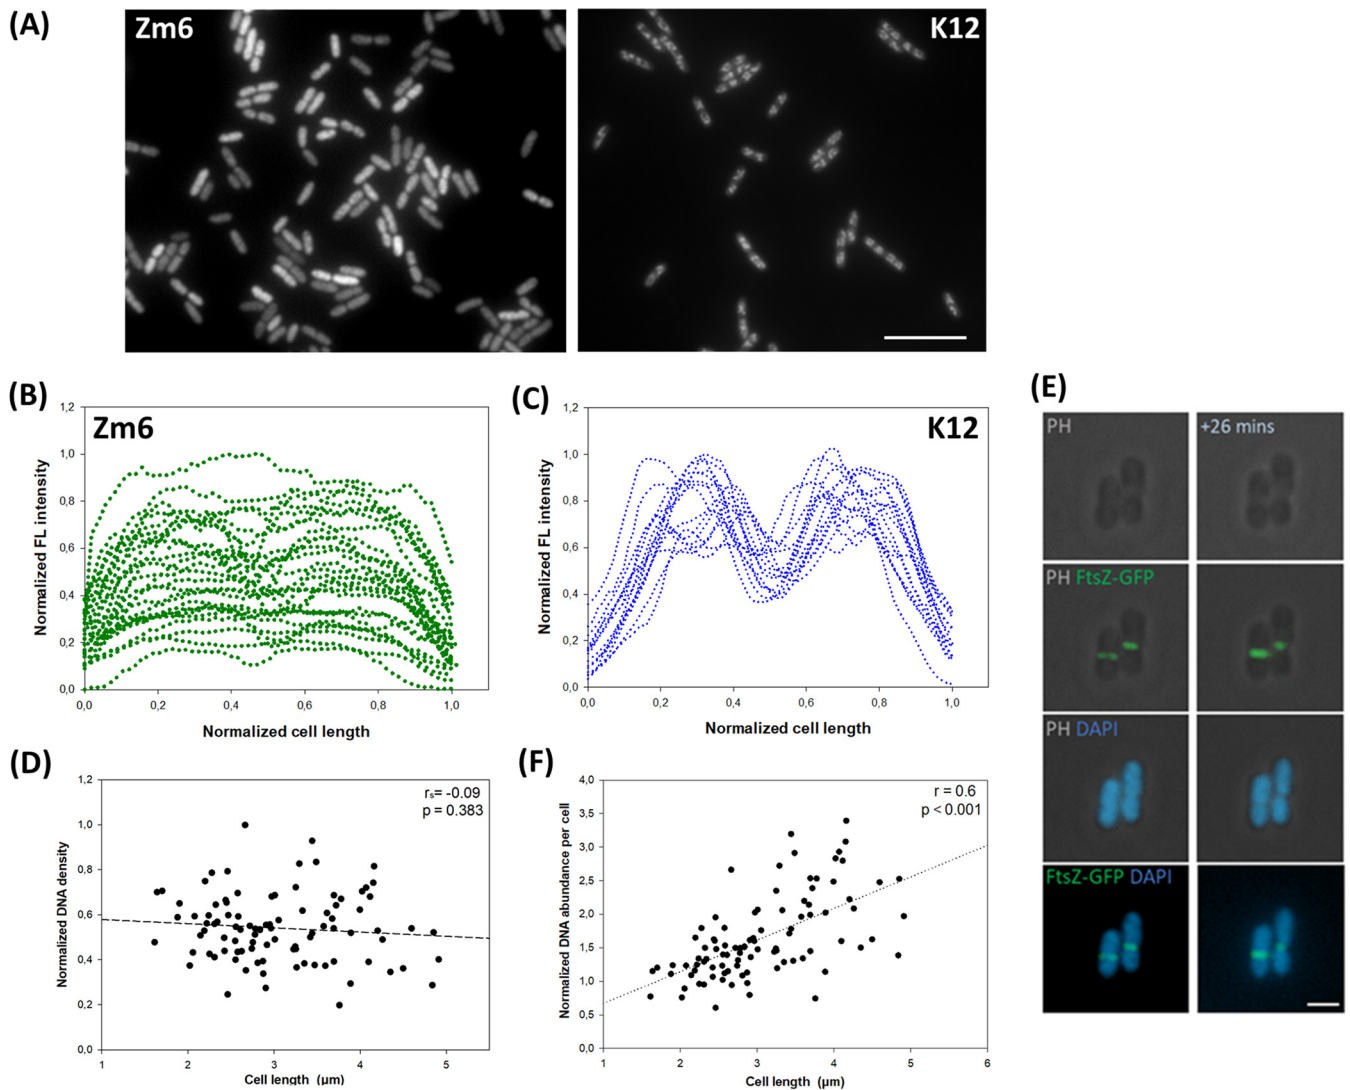 (A)
Zm6
K12
(B)
1,2
1,0
0,8
0,6
0,4
0,2
0,0
Normalized FL intensity
Zm6
0,0 0,2 0,4 0,6 0,8 1,0
Normalized cell length
(C)
1,2
1,0
0,8
0,6
0,4
0,2
0,0
Normalized FL intensity
K12
0,0 0,2 0,4 0,6 0,8 1,0
Normalized cell length
(D)
1,2
1,0
0,8
0,6
0,4
0,2
0,0
Normalized DNA density
rs= -0.09
p = 0.383
1 2 3 4 5
Cell length (µm)
(F)
4,0
3,5
3,0
2,5
2,0
1,5
1,0
0,5
0,0
Normalized DNA abundance per cell
r = 0.6
p < 0.001
1 2 3 4 5 6
Cell length (µm)
(E)
PH
+26 mins
PH FtsZ-GFP
PH DAPI
FtsZ-GFP DAPI